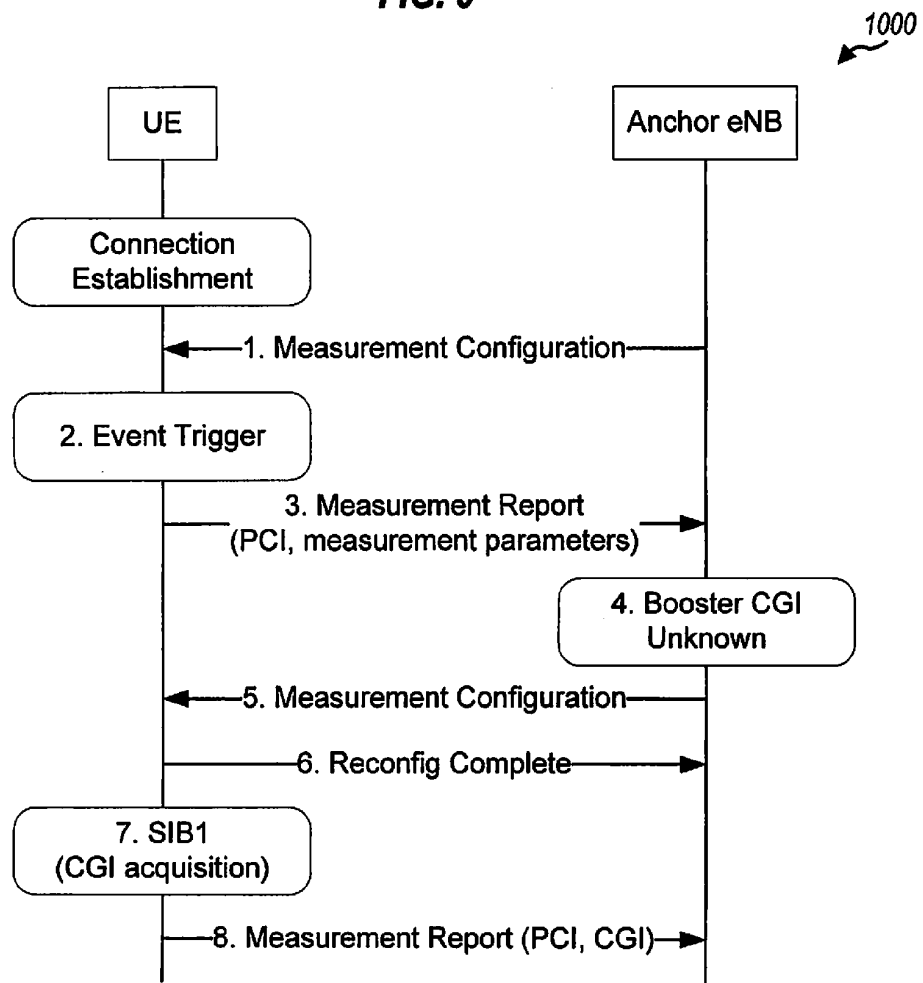 1000
UE
Anchor eNB
Connection
Establishment
1. Measurement Configuration
2. Event Trigger
3. Measurement Report
(PCI, measurement parameters)
4. Booster CGI
Unknown
5. Measurement Configuration
6. Reconfig Complete
7. SIB1
(CGI acquisition)
8. Measurement Report (PCI, CGI)